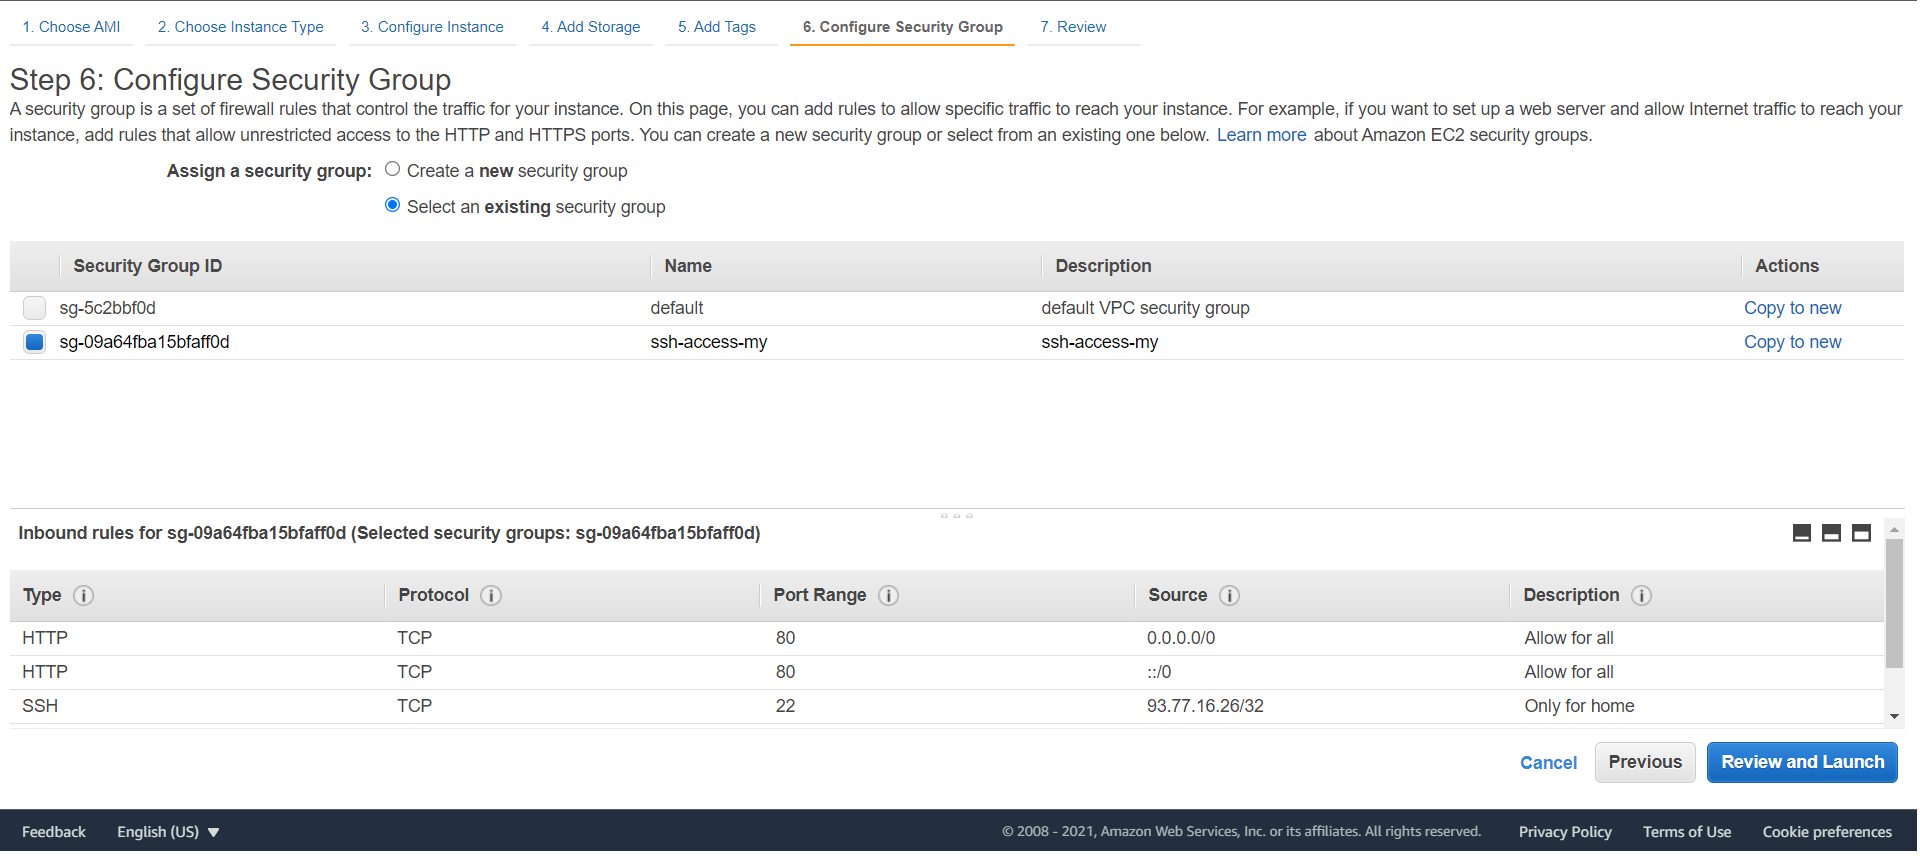 1. Choose AMI 2. Choose Instance Type 3. Configure Instance 4. Add Storage 5. Add Tags 6. Configure Security Group 7. Review
Step 6: Configure Security Group
A security group is a set of firewall rules that control the traffic for your instance. On this page, you can add rules to allow specific traffic to reach your instance. For example, if you want to set up a web server and allow Internet traffic to reach your
instance, add rules that allow unrestricted access to the HTTP and HTTPS ports. You can create a new security group or select from an existing one below. Learn more about Amazon EC2 security groups.
Assign a security group: Create a new security group
Select an existing security group
Security Group ID Name Description Actions
sg-5c2bbf0d default default VPC security group Copy to new
sg-09a64fba15bfaff0d ssh-access-my ssh-access-my Copy to new
Inbound rules for sg-09a64fba15bfaff0d (Selected security groups: sg-09a64fba15bfaff0d)
Type i Protocol i Port Range i Source i Description i
HTTP TCP 80 0.0.0.0/0 Allow for all
HTTP TCP 80 ::/0 Allow for all
SSH TCP 22 93.77.16.26/32 Only for home
Cancel Previous Review and Launch
Feedback English (US) © 2008 - 2021, Amazon Web Services, Inc. or its affiliates. All rights reserved. Privacy Policy Terms of Use Cookie preferences